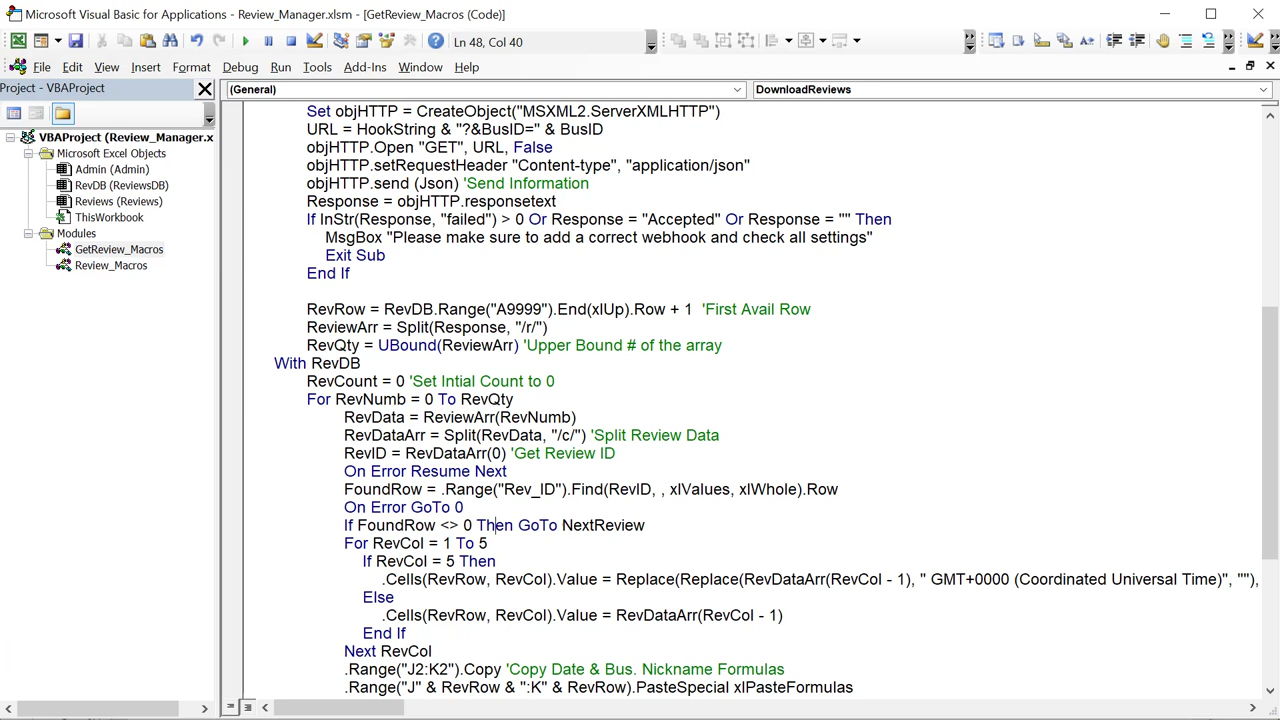 Microsoft Visual Basic for Applications - Review_Manager.xlsm - [GetReview_Macros (Code)]
Ln 48, Col 40
File Edit View Insert Format Debug Run Tools Add-Ins Window Help
Project - VBAProject
(General)
DownloadReviews
VBAProject (Review_Manager.x
Microsoft Excel Objects
Admin (Admin)
RevDB (ReviewsDB)
Reviews (Reviews)
ThisWorkbook
Modules
GetReview_Macros
Review_Macros
Set objHTTP = CreateObject("MSXML2.ServerXMLHTTP")
URL = HookString & "?&BusID=" & BusID
objHTTP.Open "GET", URL, False
objHTTP.setRequestHeader "Content-type", "application/json"
objHTTP.send (Json) 'Send Information
Response = objHTTP.responsetext
If InStr(Response, "failed") > 0 Or Response = "Accepted" Or Response = "" Then
MsgBox "Please make sure to add a correct webhook and check all settings"
Exit Sub
End If
RevRow = RevDB.Range("A9999").End(xlUp).Row + 1 'First Avail Row
ReviewArr = Split(Response, "/r/")
RevQty = UBound(ReviewArr) 'Upper Bound # of the array
With RevDB
RevCount = 0 'Set Intial Count to 0
For RevNumb = 0 To RevQty
RevData = ReviewArr(RevNumb)
RevDataArr = Split(RevData, "/c/") 'Split Review Data
RevID = RevDataArr(0) 'Get Review ID
On Error Resume Next
FoundRow = .Range("Rev_ID").Find(RevID, , xlValues, xlWhole).Row
On Error GoTo 0
If FoundRow <> 0 Then GoTo NextReview
For RevCol = 1 To 5
If RevCol = 5 Then
.Cells(RevRow, RevCol).Value = Replace(Replace(RevDataArr(RevCol - 1), " GMT+0000 (Coordinated Universal Time)", ""),
Else
.Cells(RevRow, RevCol).Value = RevDataArr(RevCol - 1)
End If
Next RevCol
.Range("J2:K2").Copy 'Copy Date & Bus. Nickname Formulas
.Range("J" & RevRow & ":K" & RevRow).PasteSpecial xlPasteFormulas